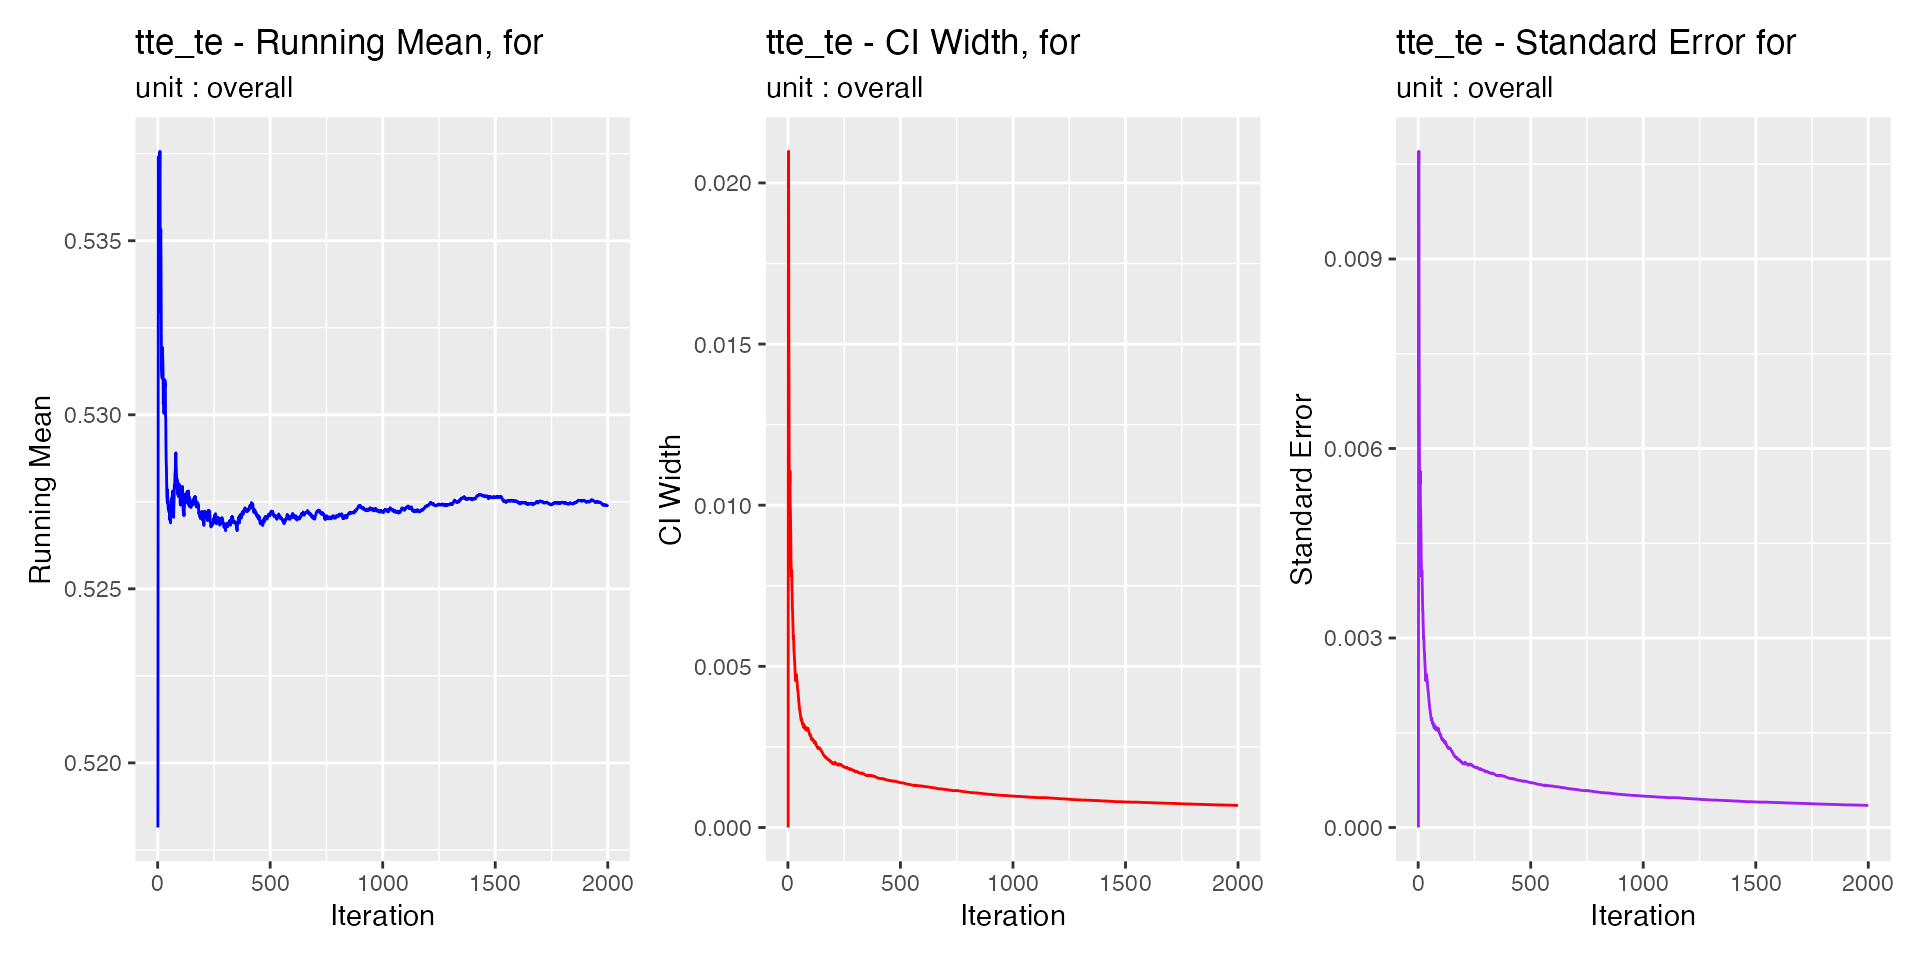 tte_te - Running Mean, for
unit : overall
Running Mean
0.535
0.530
0.525
0.520
0
500
1000
1500
2000
Iteration
tte_te - CI Width, for
unit : overall
CI Width
0.020
0.015
0.010
0.005
0.000
0
500
1000
1500
2000
Iteration
tte_te - Standard Error for
unit : overall
Standard Error
0.009
0.006
0.003
0.000
0
500
1000
1500
2000
Iteration